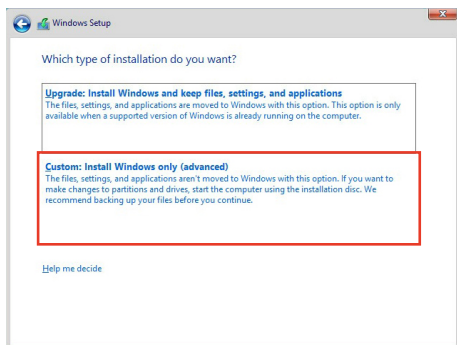 Windows Setup
Which type of installation do you want?
Upgrade: Install Windows and keep files, settings, and applications
The files, settings, and applications are moved to Windows with this option. This option is only
available when a supported version of Windows is already running on the computer.
Custom: Install Windows only (advanced)
The files, settings, and applications aren't moved to Windows with this option. If you want to
make changes to partitions and drives, start the computer using the installation disc. We
recommend backing up your files before you continue.
Help me decide